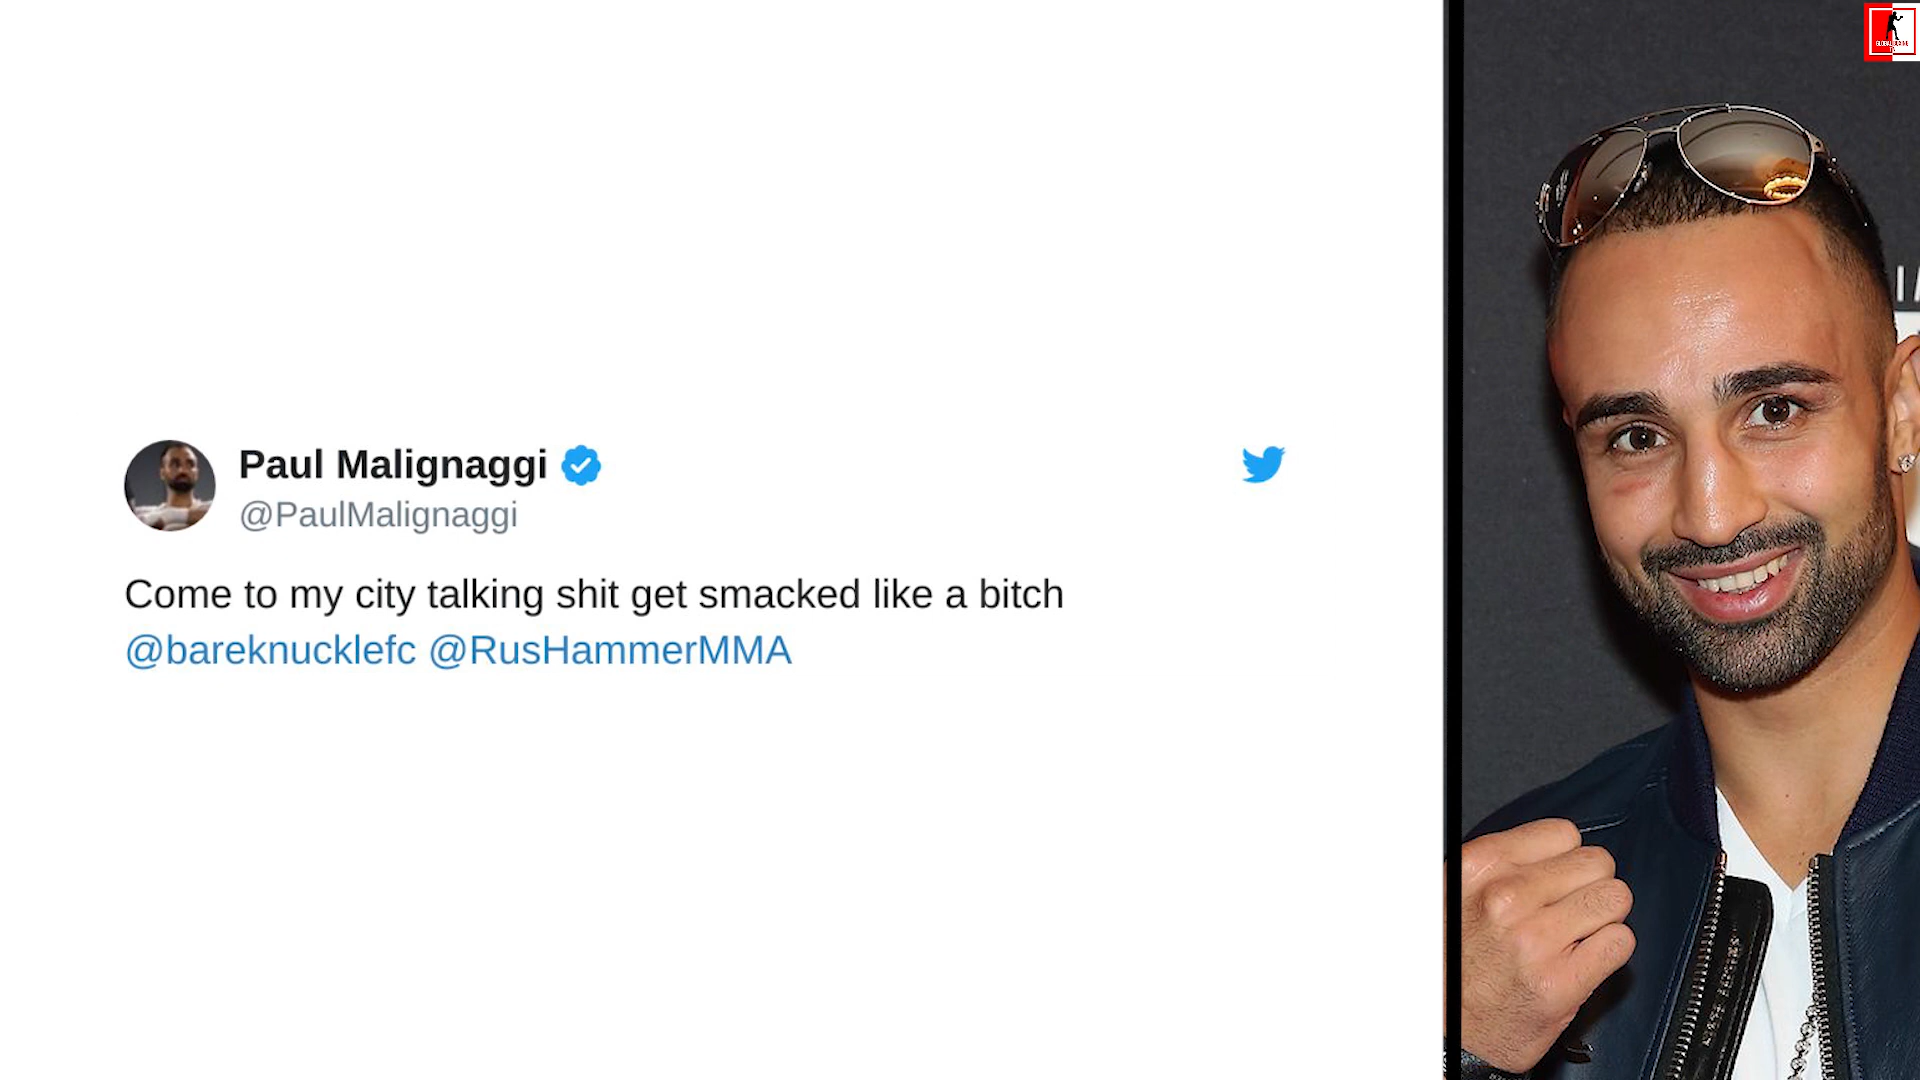 Paul Malignaggi
@PaulMalignaggi
Come to my city talking shit get smacked like a bitch
@bareknucklefc @RusHammerMMA